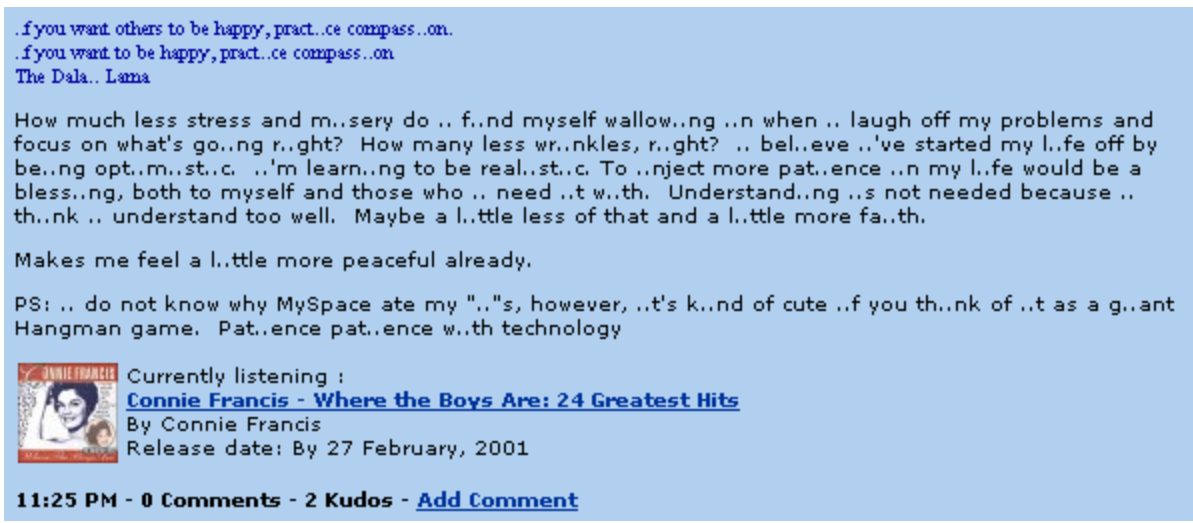 .f you want others to be happy, pract..ce compass..on.
.f you want to be happy, pract..ce compass..on
The Dala.. Lama
How much less stress and m..sery do .. f..nd myself wallow..ng ..n when .. laugh off my problems and
focus on what's go..ng r..ght?  How many less wr..nkles, r..ght?  .. bel..eve ..'ve started my l..fe off by
be..ng opt..m..st..c.  ..'m learn..ng to be real..st..c. To ..nject more pat..ence ..n my l..fe would be a
bless..ng, both to myself and those who .. need ..t w..th.  Understand..ng ..s not needed because ..
th..nk .. understand too well.  Maybe a l..ttle less of that and a l..ttle more fa..th.
Makes me feel a l..ttle more peaceful already.
PS: .. do not know why MySpace ate my ".."s, however, ..t's k..nd of cute ..f you th..nk of ..t as a g..ant
Hangman game.  Pat..ence pat..ence w..th technology
CONNIE FRANCIS
Currently listening :
Connie Francis - Where the Boys Are: 24 Greatest Hits
By Connie Francis
Release date: By 27 February, 2001
11:25 PM - 0 Comments - 2 Kudos - Add Comment